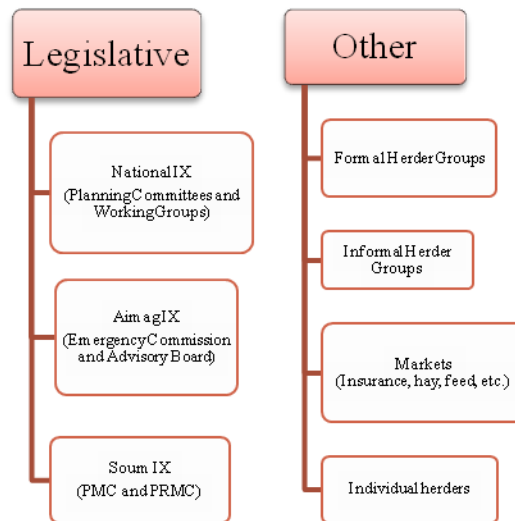 Legislative
National IX
(Planning Committees and
Working Groups)
Aimag IX
(Emergency Commission
and Advisory Board)
Soum IX
(PMC and PRMC)
Other
Formal Herder Groups
Informal Herder
Groups
Markets
(Insurance, hay, feed, etc.)
Individual herders